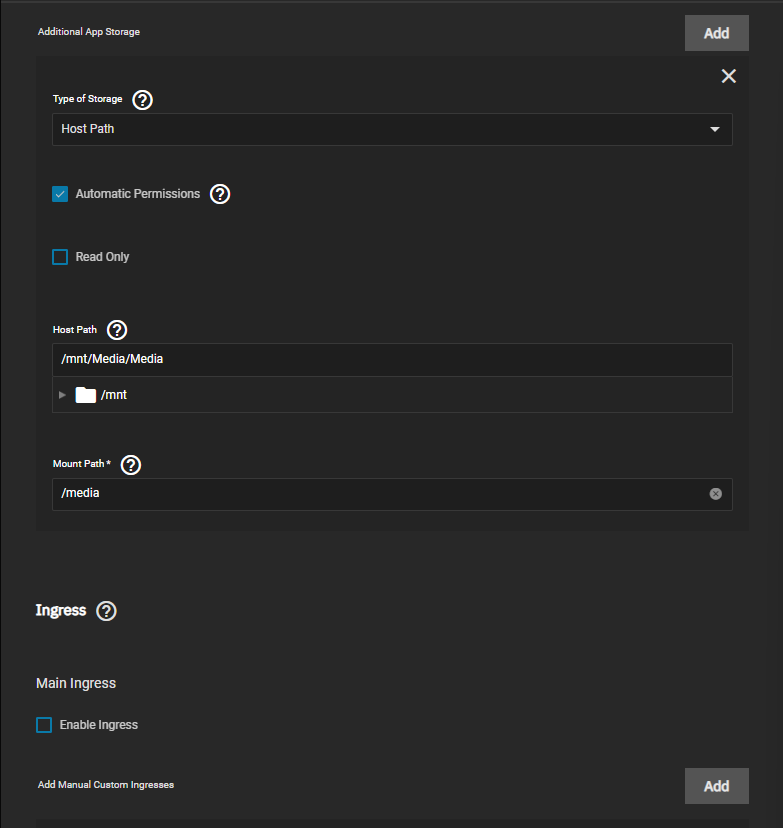 Additional App Storage
Add
Type of Storage
Host Path
Automatic Permissions
Read Only
Host Path
/mnt/Media/Media
/mnt
Mount Path *
/media
Ingress
Main Ingress
Enable Ingress
Add Manual Custom Ingresses
Add